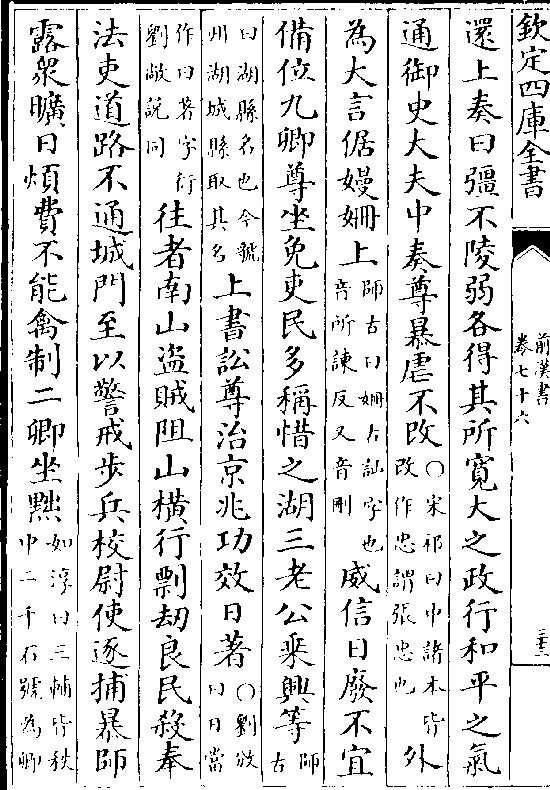 欽定四庫全書
前漢書
卷七十六
還上奏曰彊不陵弱各得其所寛大之政行和平之氣
通御史大夫中奏尊暴虐不改○宋祁曰中諸本皆
改作忠謂張忠也外
為大言倨嫚姍上師古曰姍古訕字也
音所諫反又音刪威信日廢不宜
備位九卿尊坐免吏民多稱惜之湖三老公乗興等師
古
曰湖縣名也今虢
州湖城縣取其名上書訟尊治京兆功效日著○劉攽
曰日當
作曰著字衍
劉敞説同往者南山盜賊阻山橫行剽劫良民殺奉
法吏道路不通城門至以警戒步兵校尉使逐捕暴師
露衆曠日煩費不能禽制二卿坐黜如淳曰三輔皆秩
中二千石號為卿